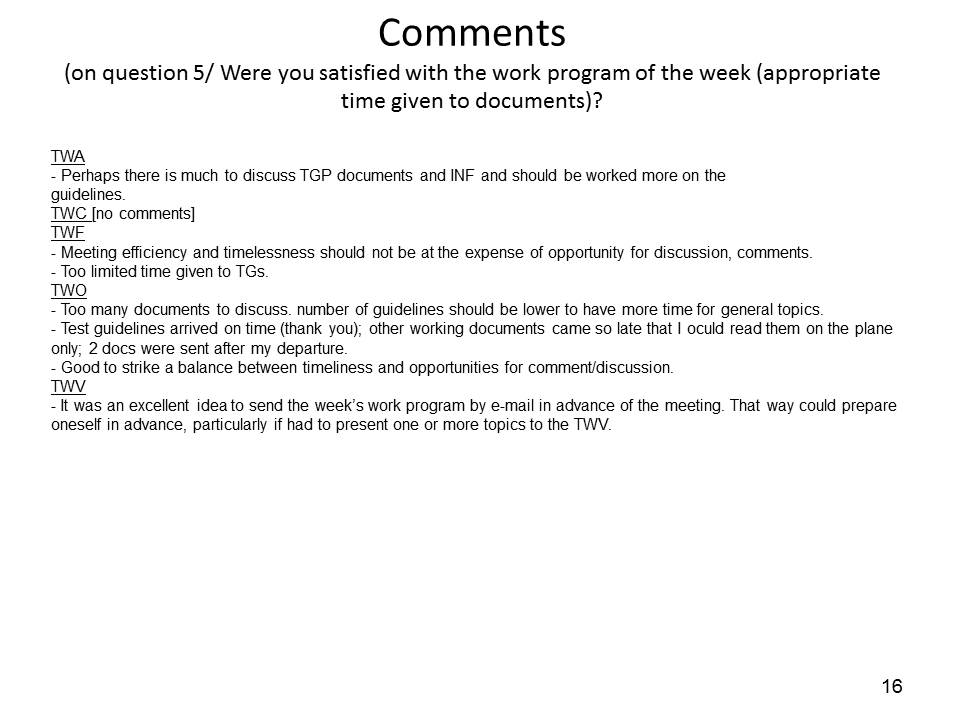 Comments
(on question 5/ Were you satisfied with the work program of the week (appropriate
time given to documents)?
TWA
- Perhaps there is much to discuss TGP documents and INF and should be worked more on the
guidelines.
TWC [no comments]
TWF
- Meeting efficiency and timelessness should not be at the expense of opportunity for discussion, comments.
- Too limited time given to TGs.
TWO
- Too many documents to discuss. number of guidelines should be lower to have more time for general topics.
- Test guidelines arrived on time (thank you); other working documents came so late that I oculd read them on the plane
only; 2 docs were sent after my departure.
- Good to strike a balance between timeliness and opportunities for comment/discussion.
TWV
- It was an excellent idea to send the week’s work program by e-mail in advance of the meeting. That way could prepare
oneself in advance, particularly if had to present one or more topics to the TWV.
16